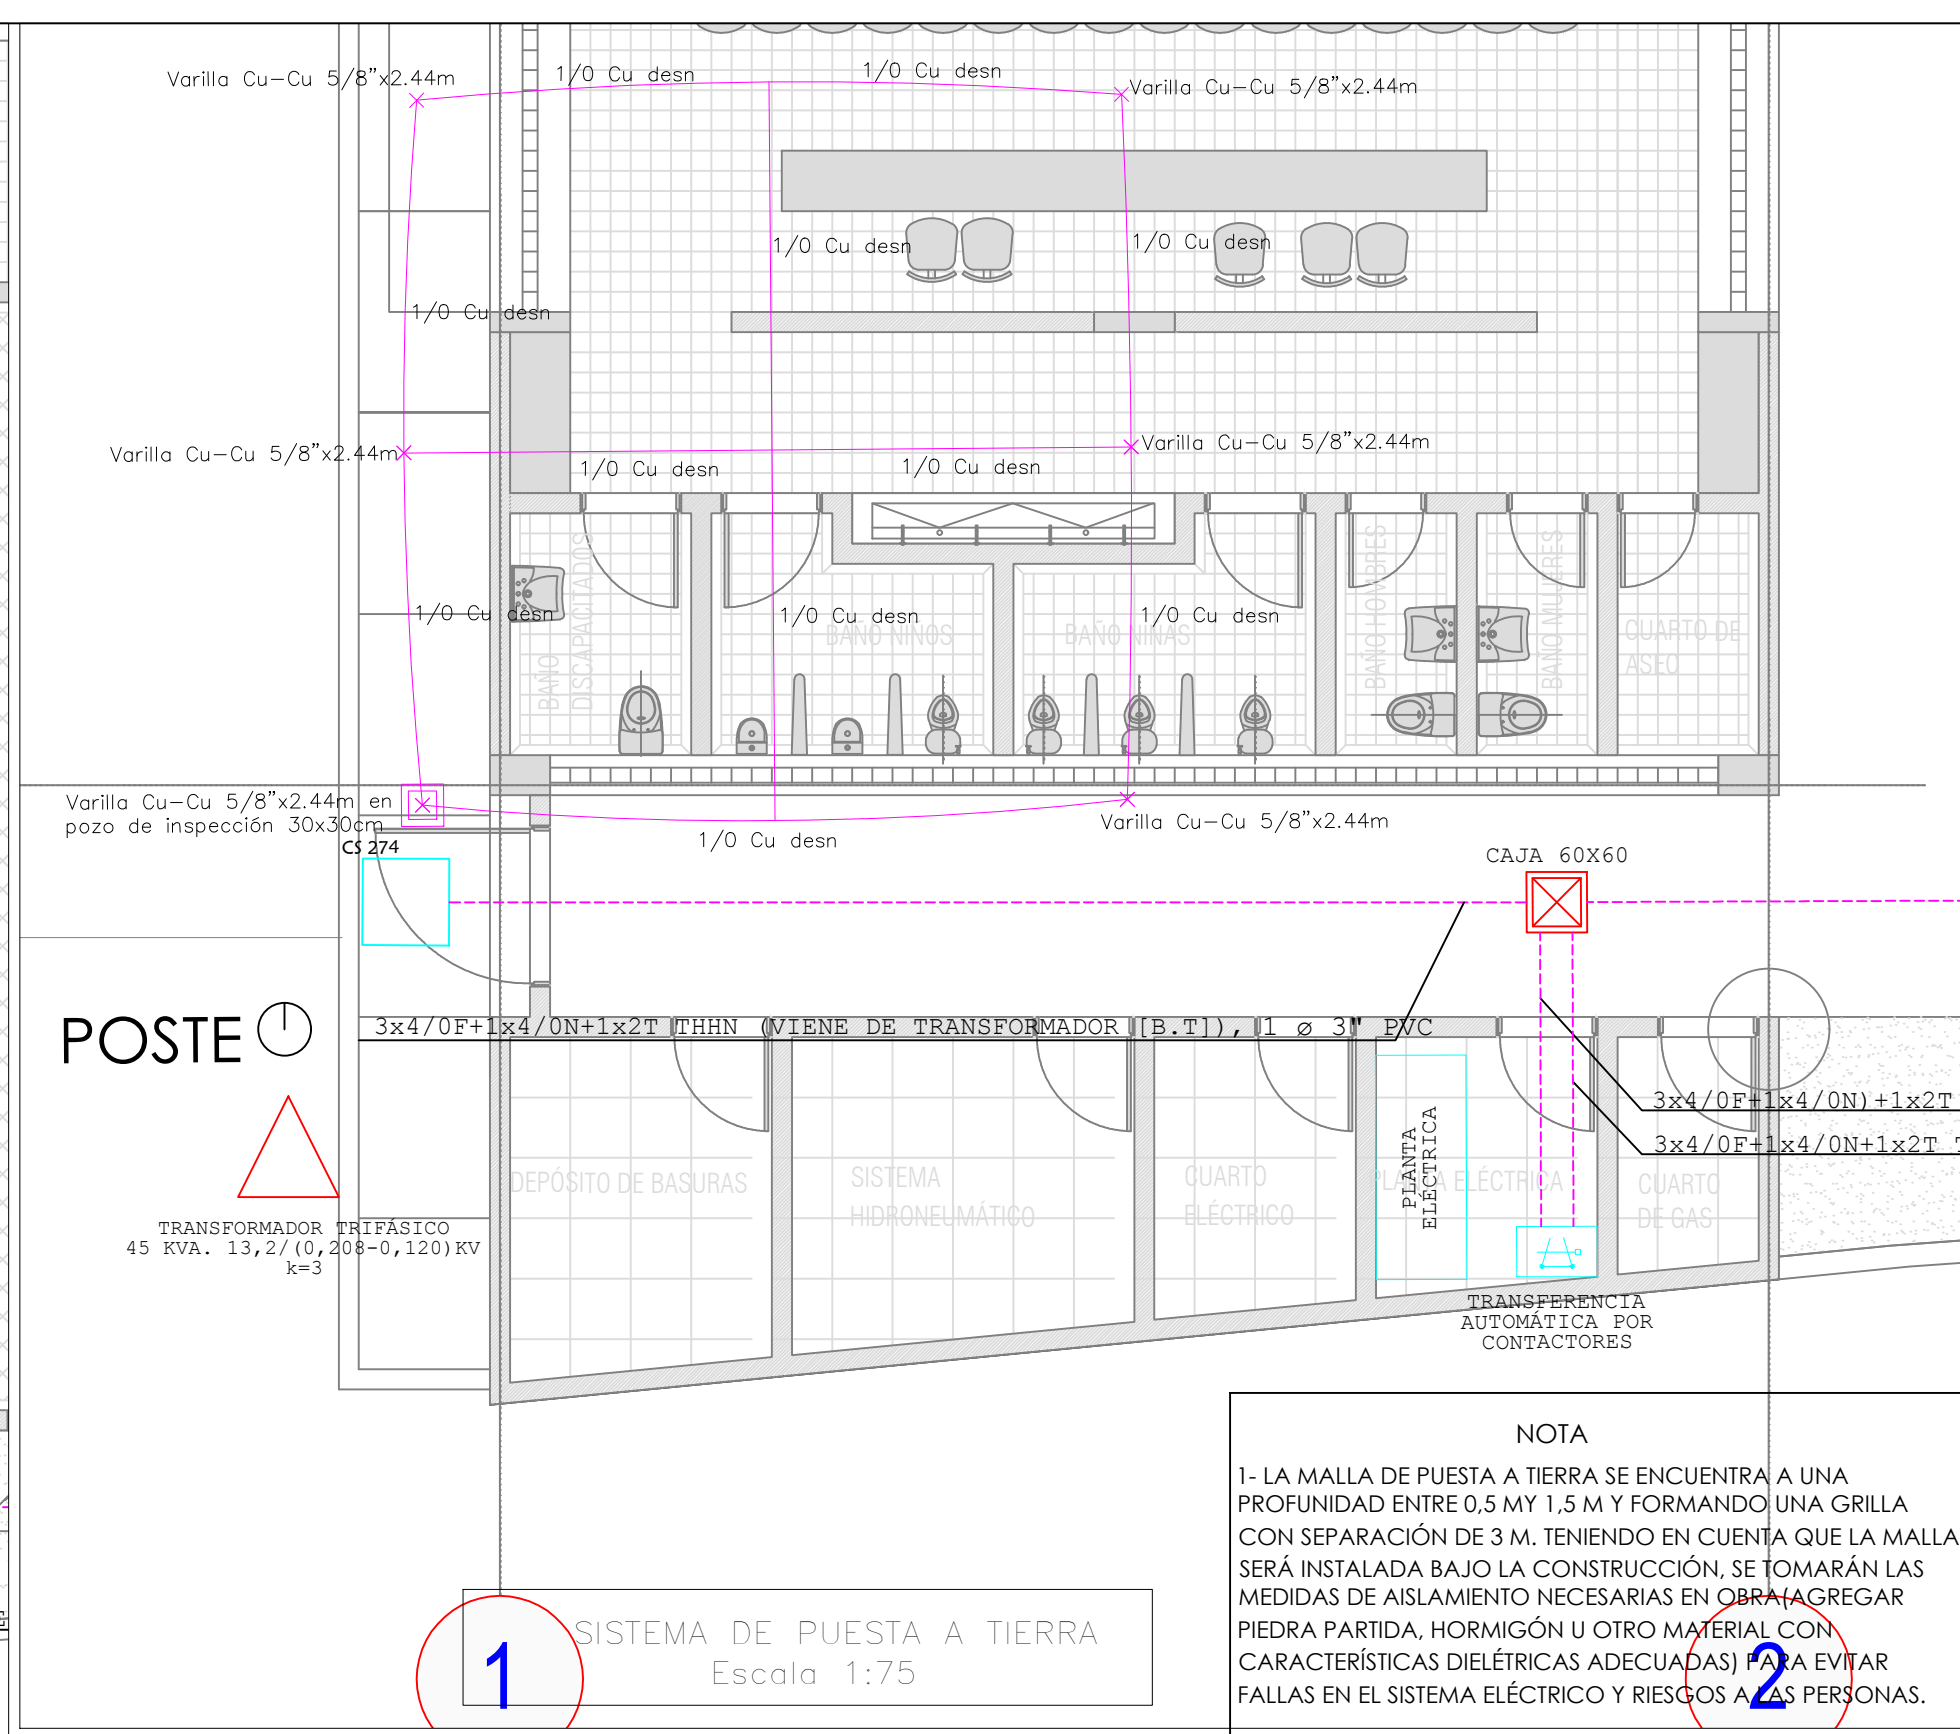 Varilla Cu-Cu 5/8"x2.44m
1/0 Cu desn
1/0 Cu desn
Varilla Cu-Cu 5/8"x2.44m
1/0 Cu desn
1/0 Cu desn
1/0 Cu desn
Varilla Cu-Cu 5/8"x2.44m
1/0 Cu desn
1/0 Cu desn
Varilla Cu-Cu 5/8"x2.44m
1/0 Cu desn
1/0 Cu desn
1/0 Cu desn
BAÑO
DISCAPACITADOS
BAÑO NIÑOS
BAÑO NIÑAS
BAÑO HOMBRES
BAÑO MUJERES
CUARTO DE
ASEO
Varilla Cu-Cu 5/8"x2.44m en
pozo de inspección 30x30cm
CS 274
1/0 Cu desn
Varilla Cu-Cu 5/8"x2.44m
CAJA 60X60
POSTE
3x4/0F+1x4/0N+1x2T THHN (VIENE DE TRANSFORMADOR [B.T]), 1 ø 3" PVC
3x4/0F+1x4/0N)+1x2T
3x4/0F+1x4/0N+1x2T
DEPÓSITO DE BASURAS
SISTEMA
HIDRONEUMÁTICO
CUARTO
ELÉCTRICO
PLANTA
ELÉCTRICA
PLANTA ELÉCTRICA
CUARTO
DE GAS
TRANSFORMADOR TRIFÁSICO
45 KVA. 13,2/(0,208-0,120)KV
k=3
TRANSFERENCIA
AUTOMÁTICA POR
CONTACTORES
NOTA
1- LA MALLA DE PUESTA A TIERRA SE ENCUENTRA A UNA
PROFUNIDAD ENTRE 0,5 MY 1,5 M Y FORMANDO UNA GRILLA
CON SEPARACIÓN DE 3 M. TENIENDO EN CUENTA QUE LA MALLA
SERÁ INSTALADA BAJO LA CONSTRUCCIÓN, SE TOMARÁN LAS
MEDIDAS DE AISLAMIENTO NECESARIAS EN OBRA(AGREGAR
PIEDRA PARTIDA, HORMIGÓN U OTRO MATERIAL CON
CARACTERÍSTICAS DIELÉTRICAS ADECUADAS) PARA EVITAR
FALLAS EN EL SISTEMA ELÉCTRICO Y RIESGOS A LAS PERSONAS.
1
SISTEMA DE PUESTA A TIERRA
Escala 1:75
2